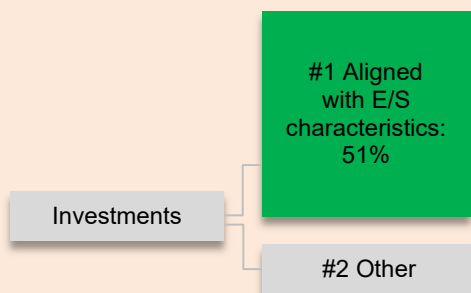 #1 Aligned
with E/S
characteristics:
51%
Investments
#2 Other